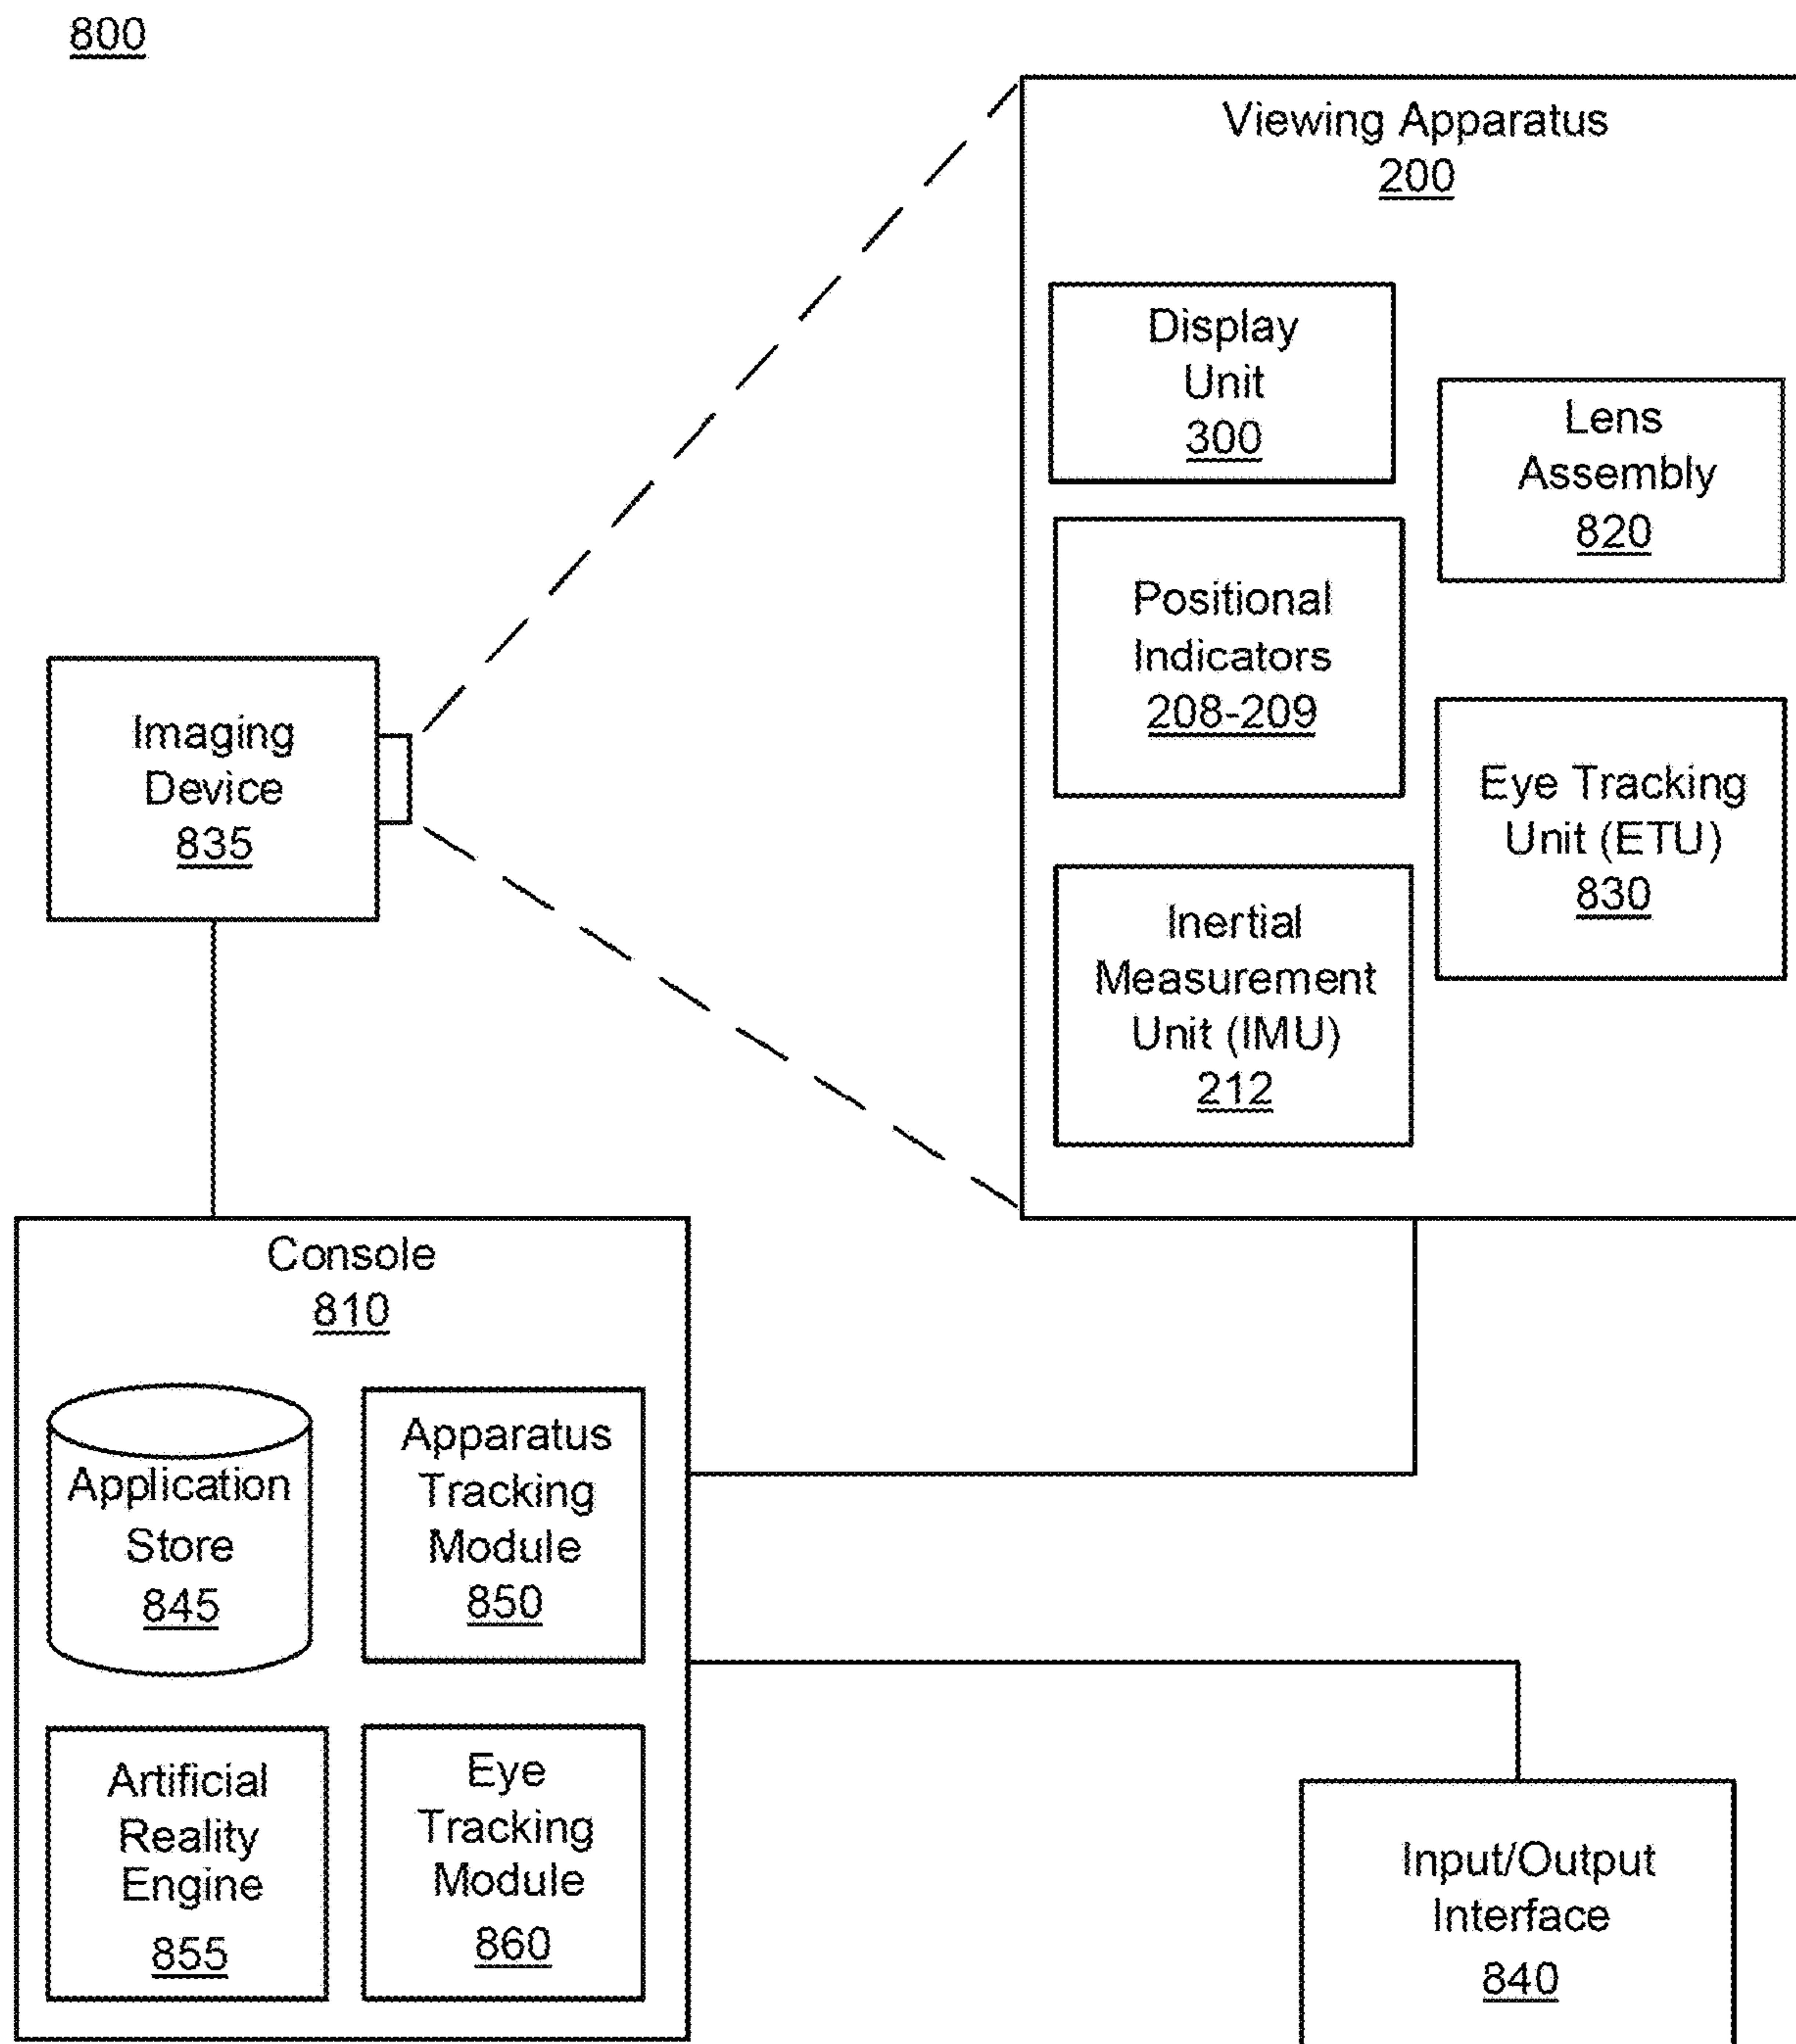 800
Viewing Apparatus
200
Display
Unit
300
Lens
Assembly
820
Positional
Indicators
208-209
Eye Tracking
Unit (ETU)
830
Inertial
Measurement
Unit (IMU)
212
Imaging
Device
835
Console
810
Application
Store
845
Apparatus
Tracking
Module
850
Artificial
Reality
Engine
855
Eye
Tracking
Module
860
Input/Output
Interface
840